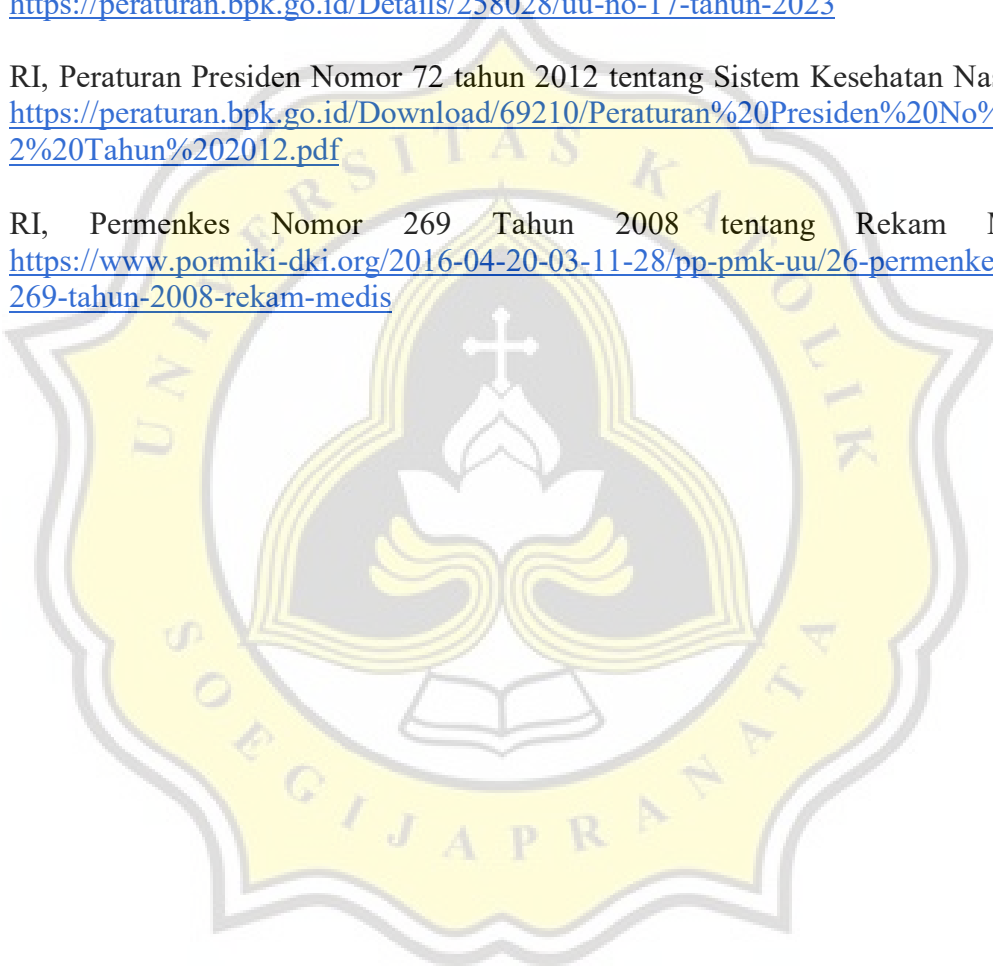 https://peraturan.bpk.go.id/Details/258028/uu-no-17-tahun-2023
RI, Peraturan Presiden Nomor 72 tahun 2012 tentang Sistem Kesehatan Nas
https://peraturan.bpk.go.id/Download/69210/Peraturan%20Presiden%20No%
2%20Tahun%202012.pdf
RI, Permenkes Nomor 269 Tahun 2008 tentang Rekam M
https://www.pormiki-dki.org/2016-04-20-03-11-28/pp-pmk-uu/26-permenke
269-tahun-2008-rekam-medis
UNIVERSITAS KATOLIK
SOEGIJAPRANATA